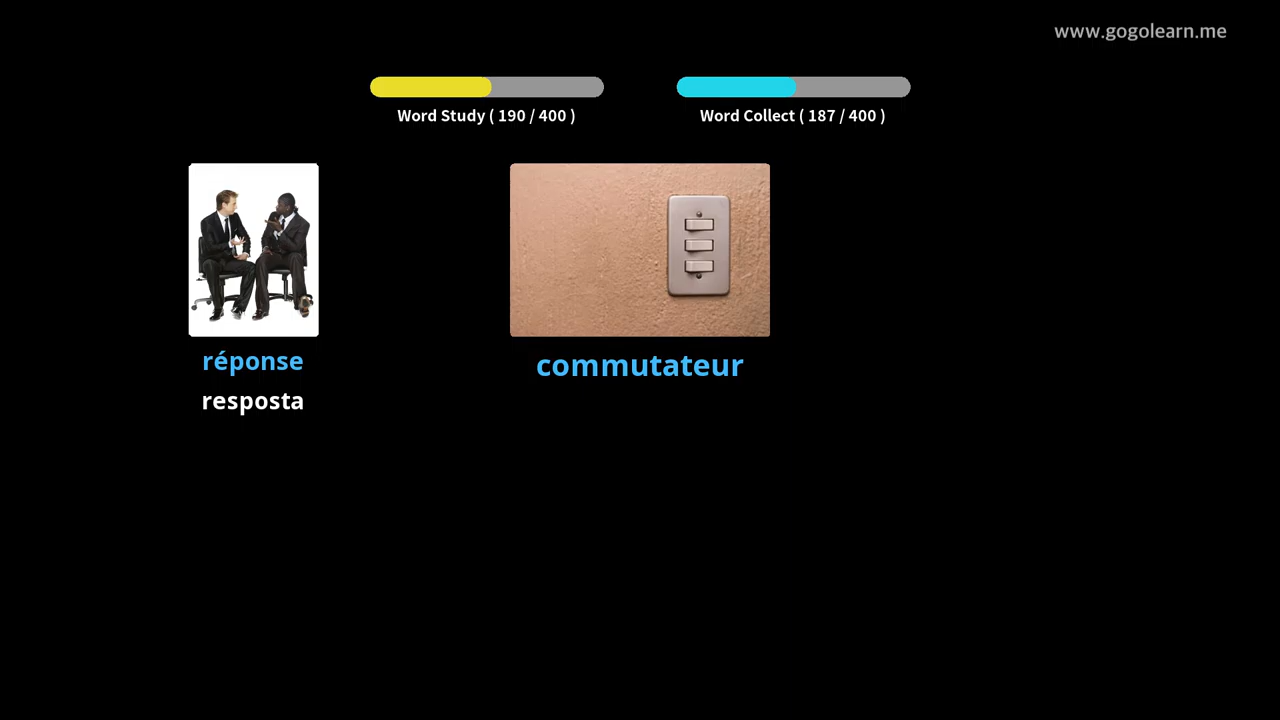 www.gogolearn.me
Word Study ( 190 / 400 )
Word Collect ( 187 / 400 )
réponse
resposta
commutateur